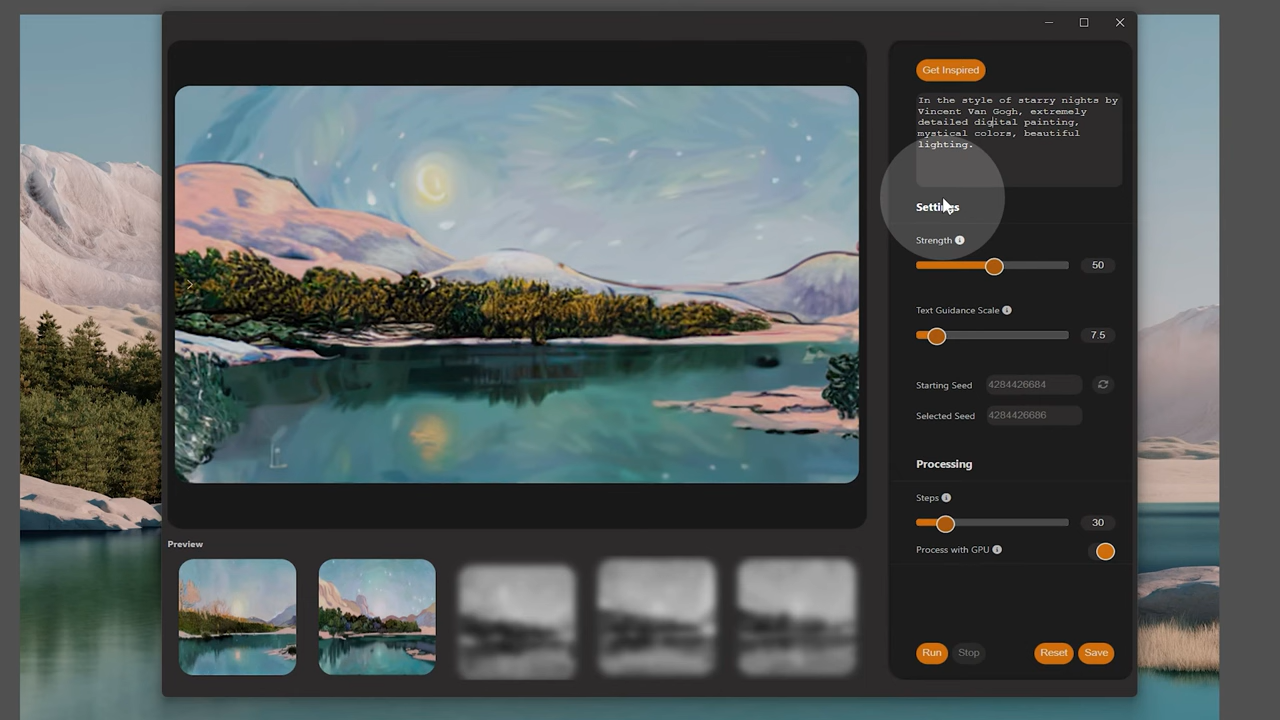 Get Inspired
In the style of starry nights by
Vincent Van Gogh, extremely
detailed digital painting,
mystical colors, beautiful
lighting.
Settings
Strength
50
Text Guidance Scale
7.5
Starting Seed 4284426684
Selected Seed 4284426686
Processing
Steps
30
Process with GPU
Preview
Run Stop Reset Save